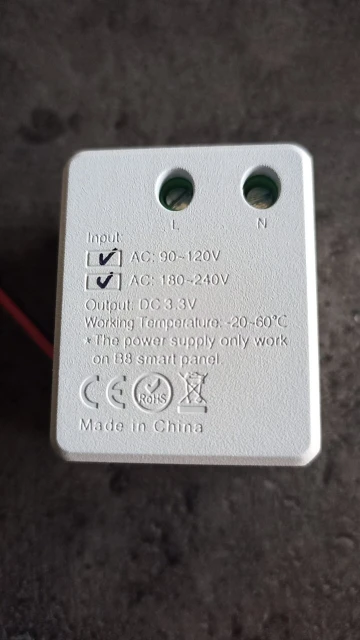 L N
Input:
AC: 90~120V
AC: 180~240V
Output: DC 3.3V
Working Temperature: -20~60℃
*The power supply only work
on B8 smart panel.
CE RoHS
Made in China